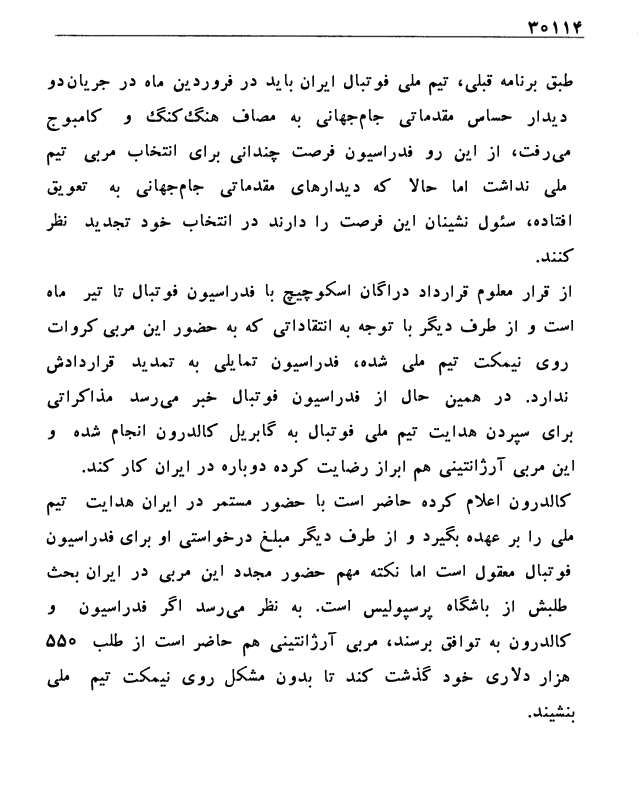 ۳۰۱۱۴
طبق برنامه قبلی، تیم ملی فوتبال ایران باید در فروردین ماه در جریان دو
دیدار حساس مقدماتی جام‌جهانی به مصاف هنگ‌کنگ و کامبوج
می‌رفت، از این رو فدراسیون فرصت چندانی برای انتخاب مربی تیم
ملی نداشت اما حالا که دیدارهای مقدماتی جام‌جهانی به تعویق
افتاده، سئول نشینان این فرصت را دارند در انتخاب خود تجدید نظر
کنند.
از قرار معلوم قرارداد دراگان اسکوچیچ با فدراسیون فوتبال تا تیر ماه
است و از طرف دیگر با توجه به انتقاداتی که به حضور این مربی کروات
روی نیمکت تیم ملی شده، فدراسیون تمایلی به تمدید قراردادش
ندارد. در همین حال از فدراسیون فوتبال خبر می‌رسد مذاکراتی
برای سپردن هدایت تیم ملی فوتبال به گابریل کالدرون انجام شده و
این مربی آرژانتینی هم ابراز رضایت کرده دوباره در ایران کار کند.
کالدرون اعلام کرده حاضر است با حضور مستمر در ایران هدایت تیم
ملی را بر عهده بگیرد و از طرف دیگر مبلغ درخواستی او برای فدراسیون
فوتبال معقول است اما نکته مهم حضور مجدد این مربی در ایران بحث
طلبش از باشگاه پرسپولیس است. به نظر می‌رسد اگر فدراسیون و
کالدرون به توافق برسند، مربی آرژانتینی هم حاضر است از طلب ۵۵۰
هزار دلاری خود گذشت کند تا بدون مشکل روی نیمکت تیم ملی
بنشیند.